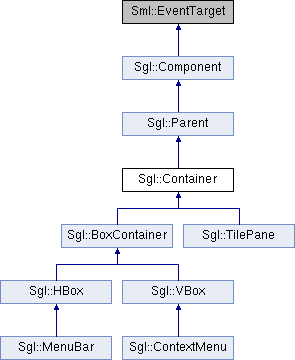 Sml::EventTarget
Sgl::Component
Sgl::Parent
Sgl::Container
Sgl::BoxContainer
Sgl::TilePane
Sgl::HBox
Sgl::VBox
Sgl::MenuBar
Sgl::ContextMenu